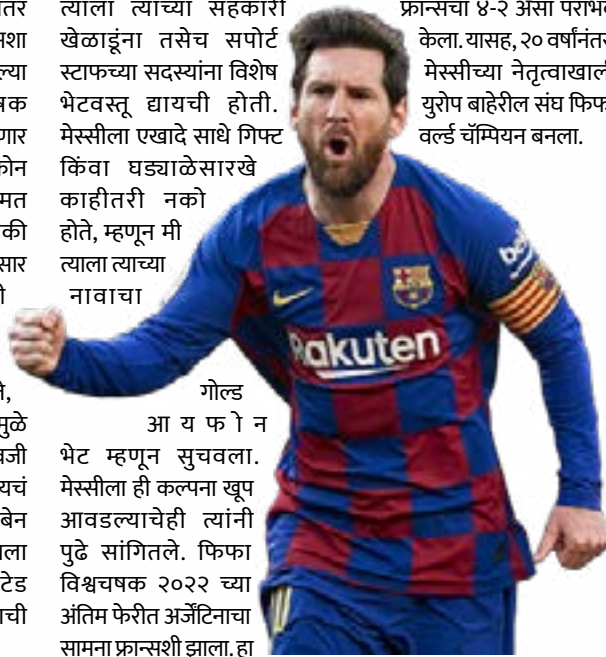 त्याला त्याच्या सहकारी
खेळाडूंना तसेच सपोर्ट
स्टाफच्या सदस्यांना विशेष
भेटवस्तू द्यायची होती.
मेस्सीला एखादे साधे गिफ्ट
किंवा घड्याळेसारखे
काहीतरी नको
होते, म्हणून मी
त्याला त्याच्या
नावाचा
गोल्ड
आयफोन
भेट म्हणून सुचवला.
मेस्सीला ही कल्पना खूप
आवडल्याचेही त्यांनी
पुढे सांगितले. फिफा
विश्वचषक २०२२ च्या
अंतिम फेरीत अर्जेंटिनाचा
सामना फ्रान्सशी झाला. हा
फ्रान्सचा ४-२ असा पराभव
केला. यासह, २० वर्षांनंतर
मेस्सीच्या नेतृत्वाखाली
युरोप बाहेरील संघ फिफा
वर्ल्ड चॅम्पियन बनला.
Rakuten